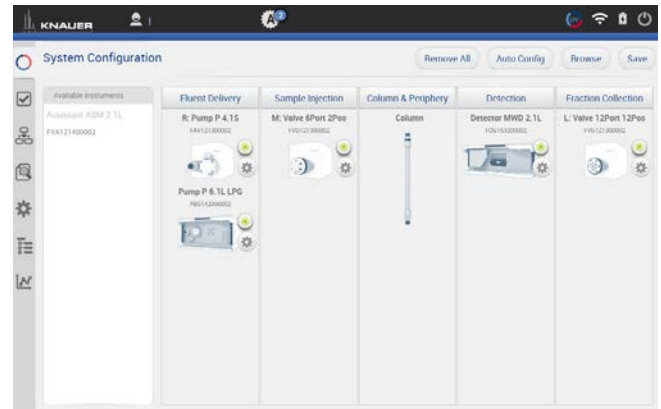 KNAUER
System Configuration
Remove All
Auto Config
Browse
Save
Available Instruments
Assistant ASM 2.1L
FVA121400002
Fluent Delivery
R: Pump P 4.1S
Pump P 6.1L LPG
Sample Injection
M: Valve 6Port 2Pos
Column & Periphery
Column
Detection
Detector MWD 2.1L
Fraction Collection
L: Valve 12Port 12Pos